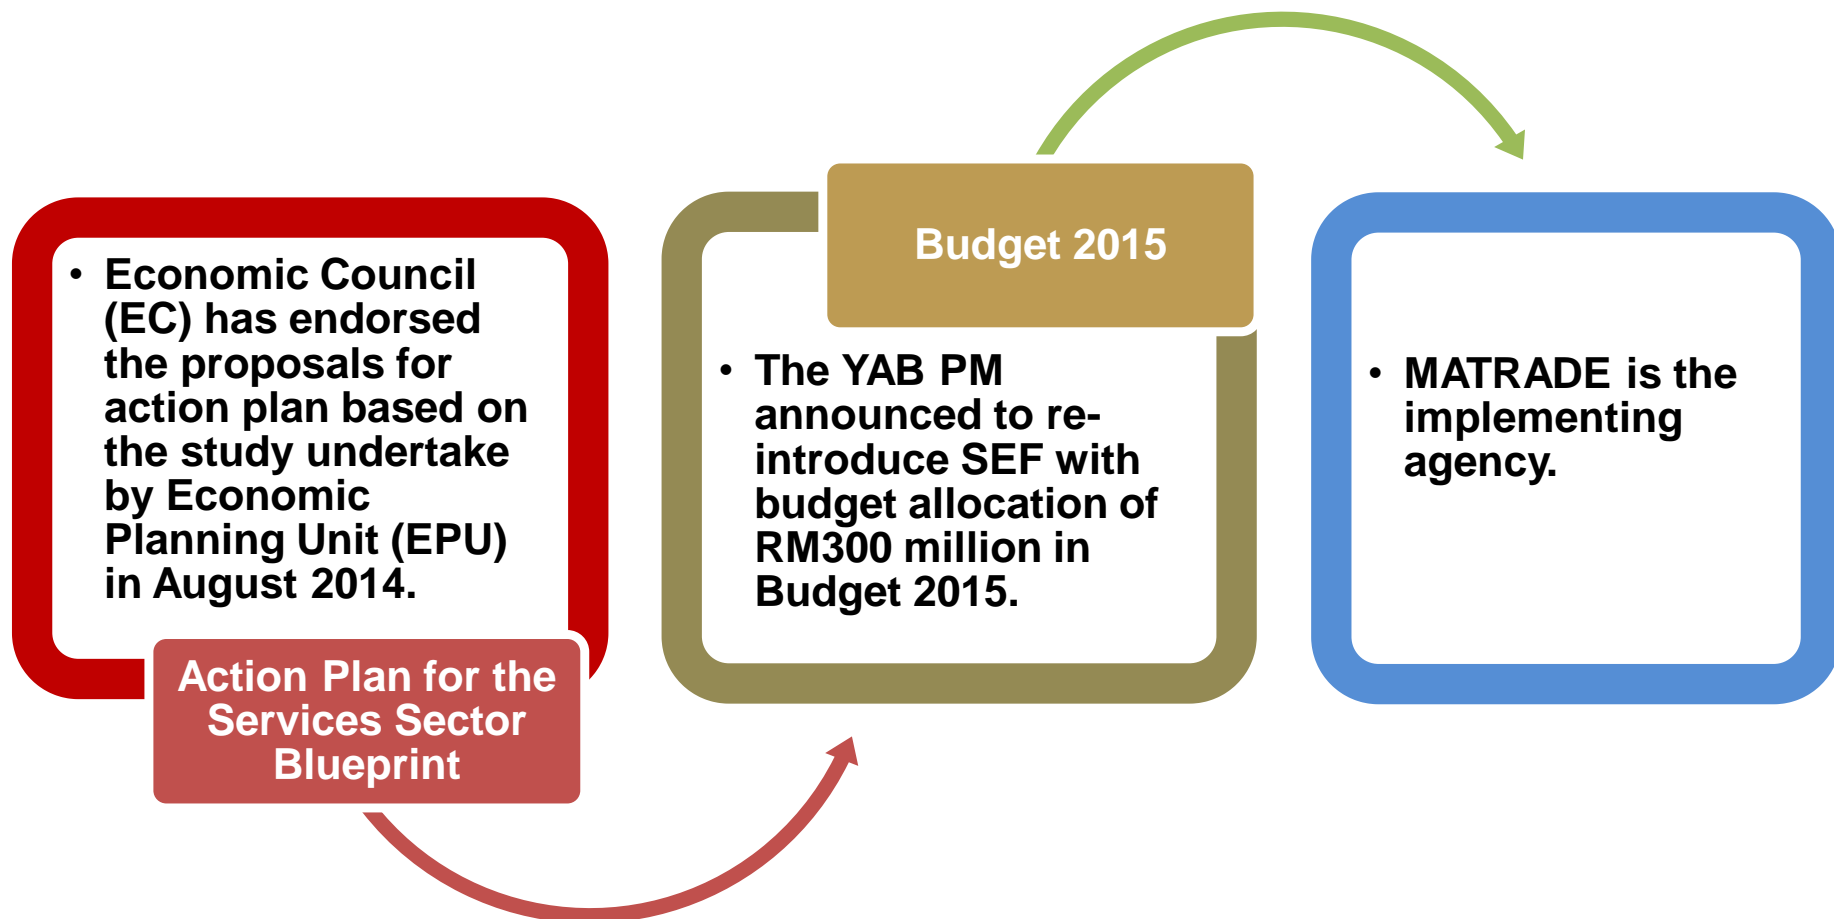 • Economic Council
(EC) has endorsed
the proposals for
action plan based on
the study undertake
by Economic
Planning Unit (EPU)
in August 2014.
Action Plan for the
Services Sector
Blueprint
Budget 2015
• The YAB PM
announced to re-
introduce SEF with
budget allocation of
RM300 million in
Budget 2015.
• MATRADE is the
implementing
agency.